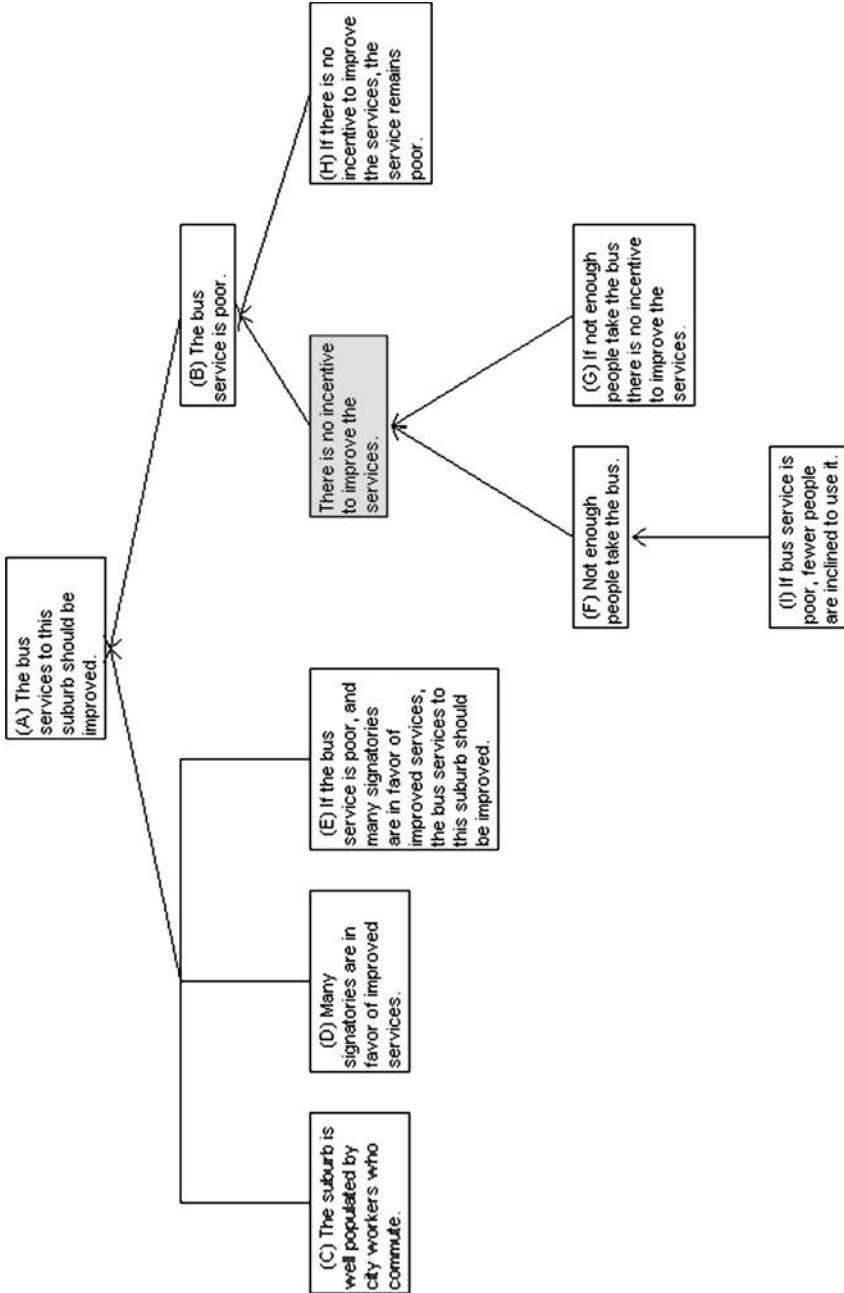 (A) The bus
services to this
suburb should be
improved.
(B) The bus
service is poor.
(C) The suburb is
well populated by
city workers who
commute.
(D) Many
signatories are in
favor of improved
services.
(E) If the bus
service is poor, and
many signatories
are in favor of
improved services,
the bus services to
this suburb should
be improved.
There is no incentive
to improve the
services.
(H) If there is no
incentive to improve
the services, the
service remains
poor.
(F) Not enough
people take the bus.
(G) If not enough
people take the bus
there is no incentive
to improve the
services.
(I) If bus service is
poor, fewer people
are inclined to use it.